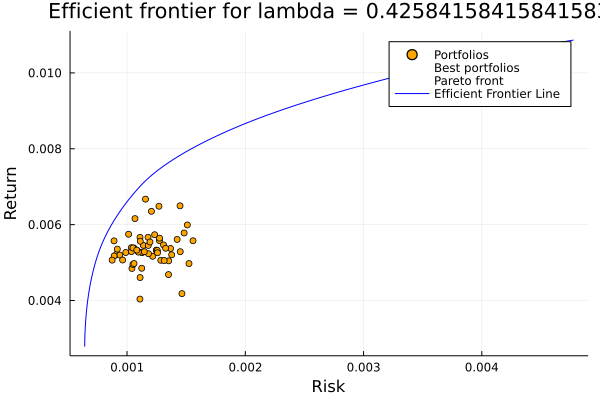 Efficient frontier for lambda = 0.4258415841584158
Portfolios
Best portfolios
Pareto front
Efficient Frontier Line
0.010
0.008
0.006
0.004
Return
0.001
0.002
0.003
0.004
Risk